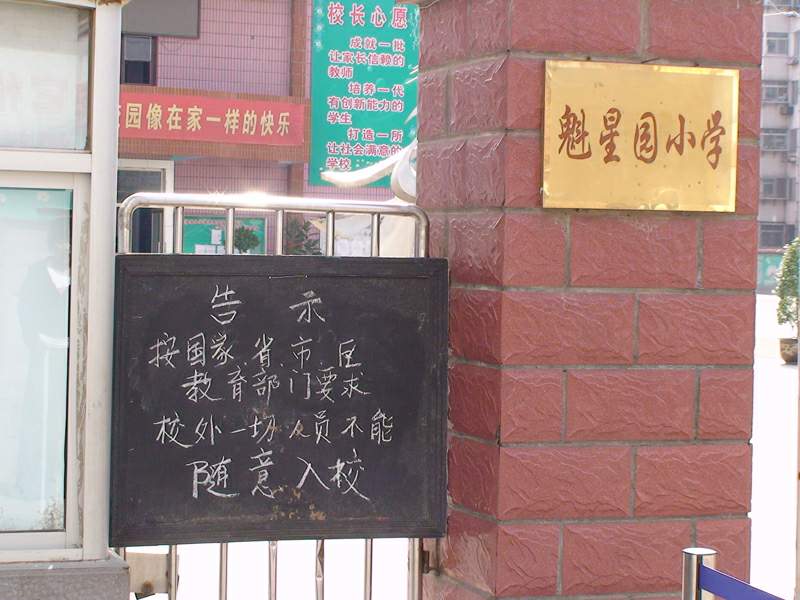 校长心愿
成就一批
让家长信赖的
教师
培养一代
有创新能力的
学生
打造一所
让社会满意的
学校
园像在家一样的快乐
魁星园小学
告示
按国家、省、市、区
教育部门要求
校外一切人员不能
随意入校